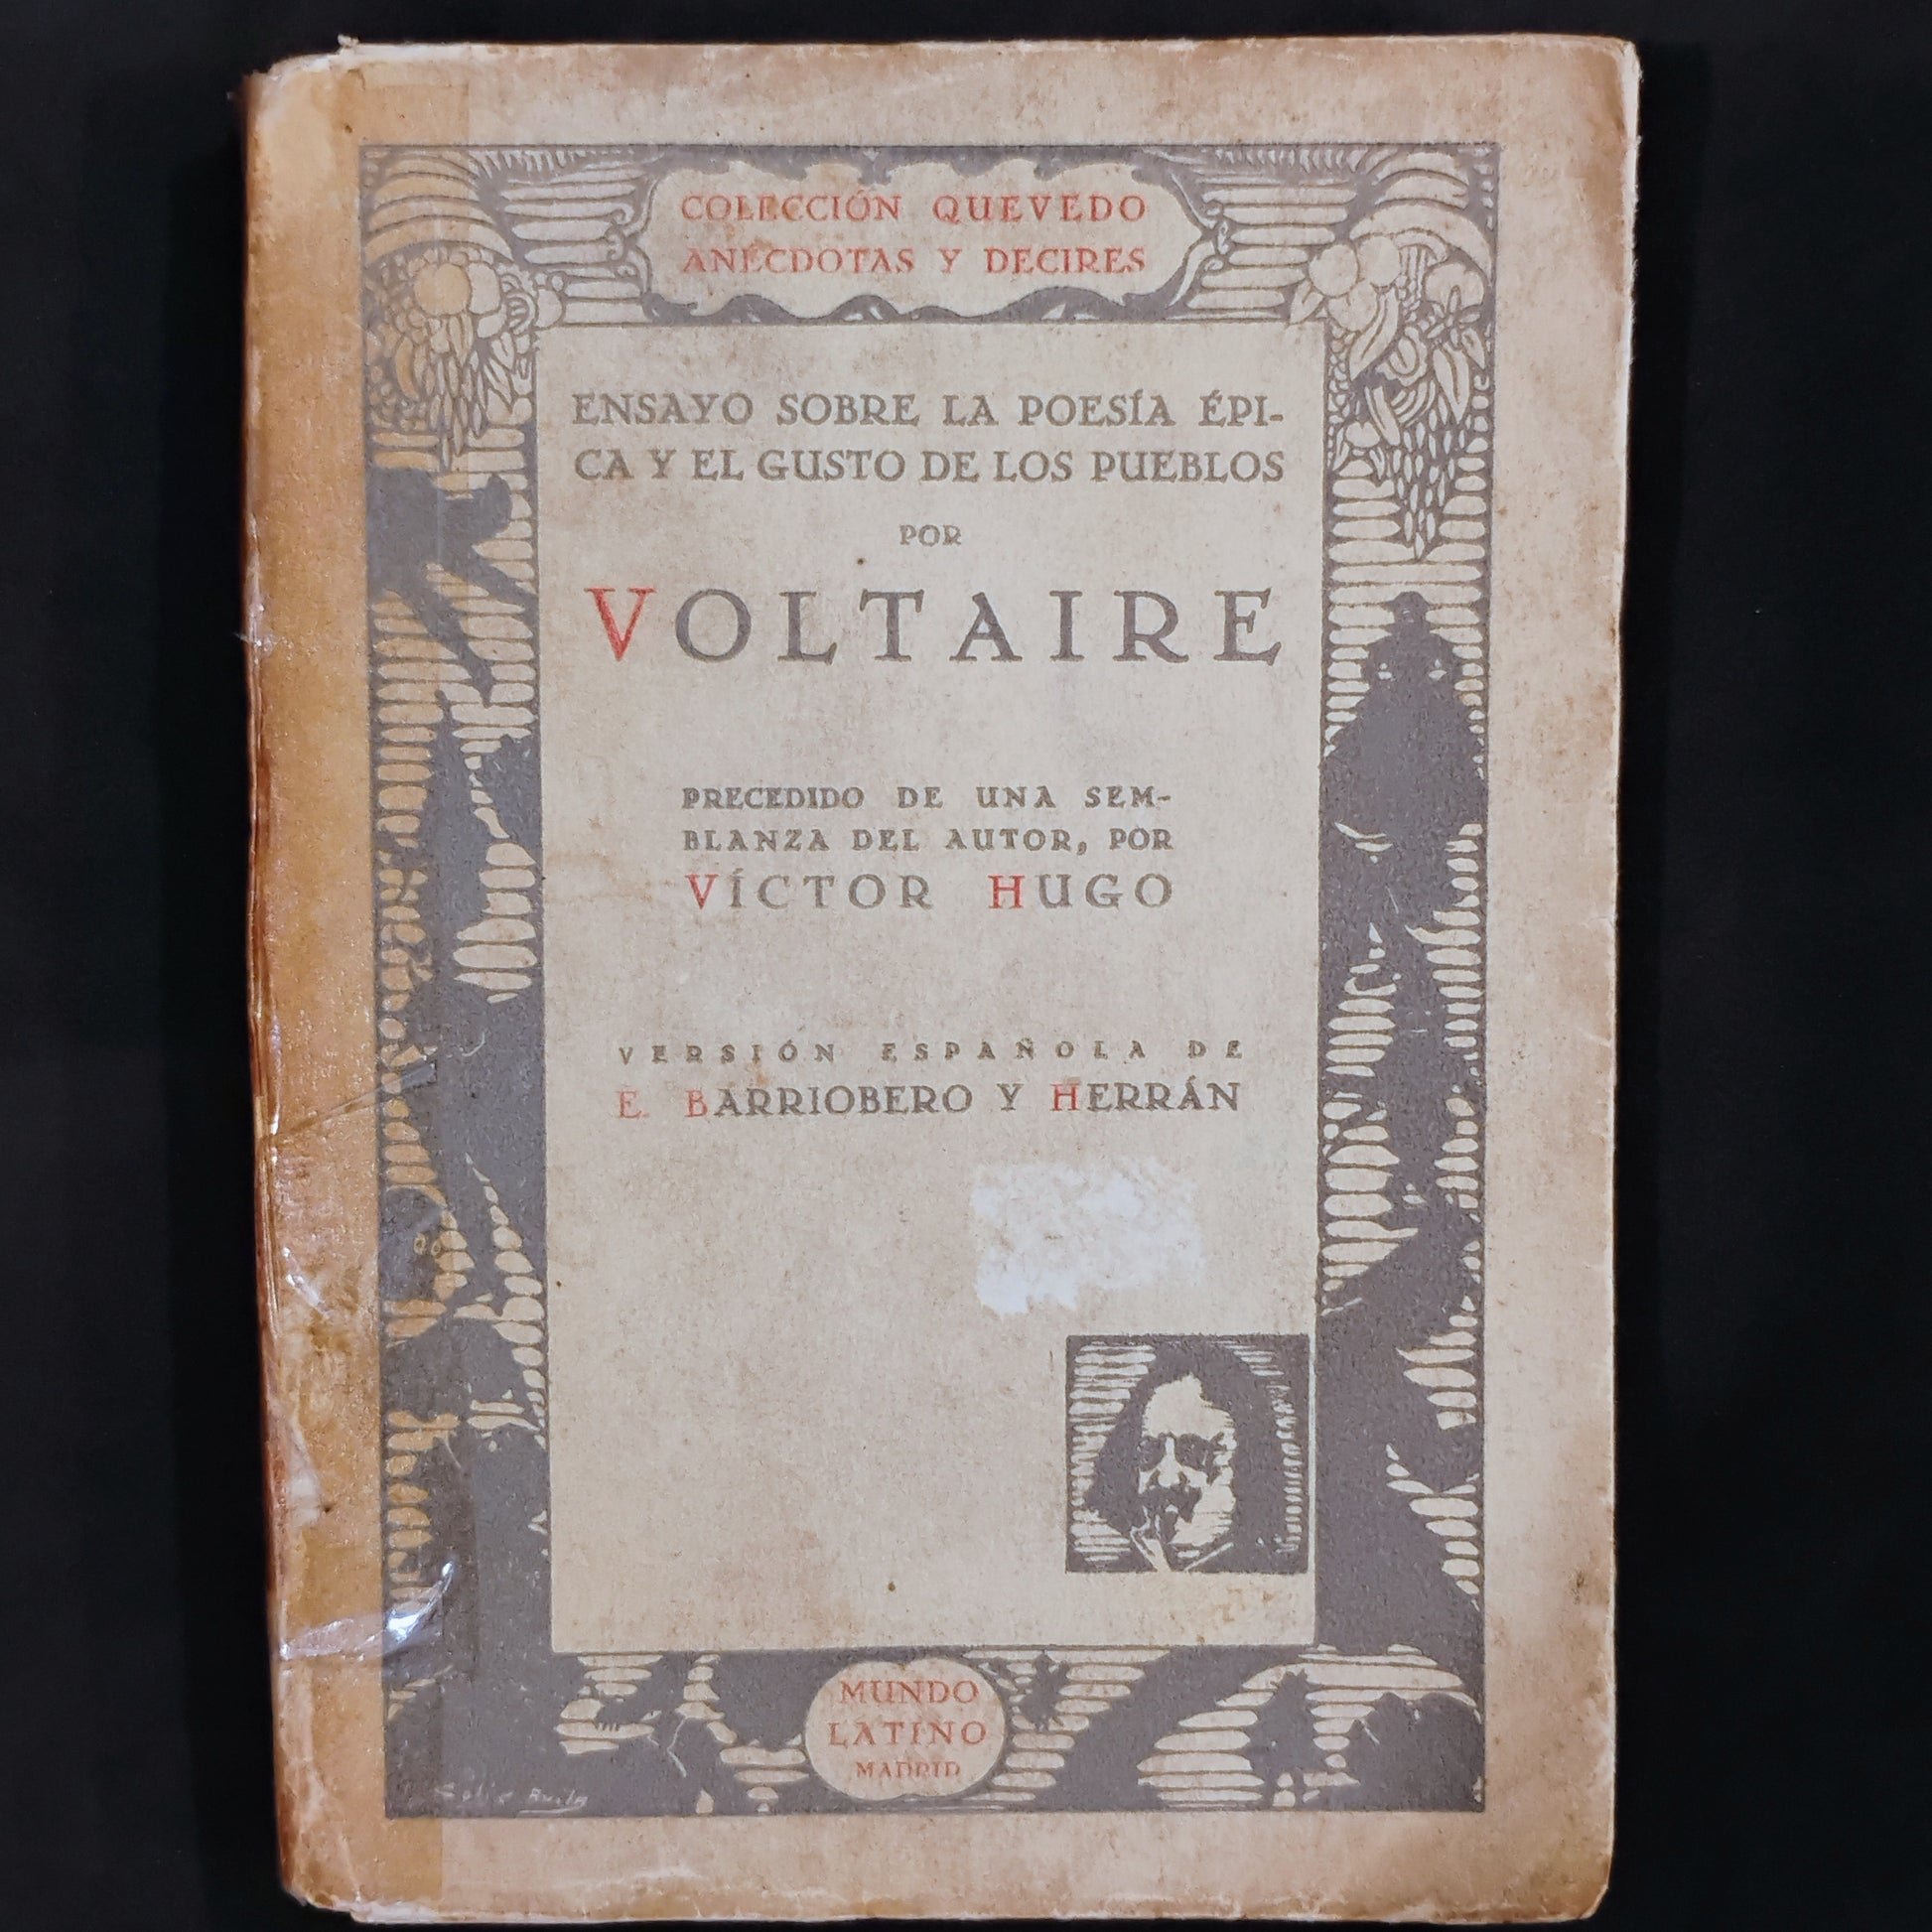 COLECCIÓN QUEVEDO
ANÉCDOTAS Y DECIRES
ENSAYO SOBRE LA POESÍA ÉPI-
CA Y EL GUSTO DE LOS PUEBLOS
POR
VOLTAIRE
PRECEDIDO DE UNA SEM-
BLANZA DEL AUTOR, POR
VÍCTOR HUGO
VERSIÓN ESPAÑOLA DE
E. BARRIOBERO Y HERRÁN
MUNDO
LATINO
MADRID